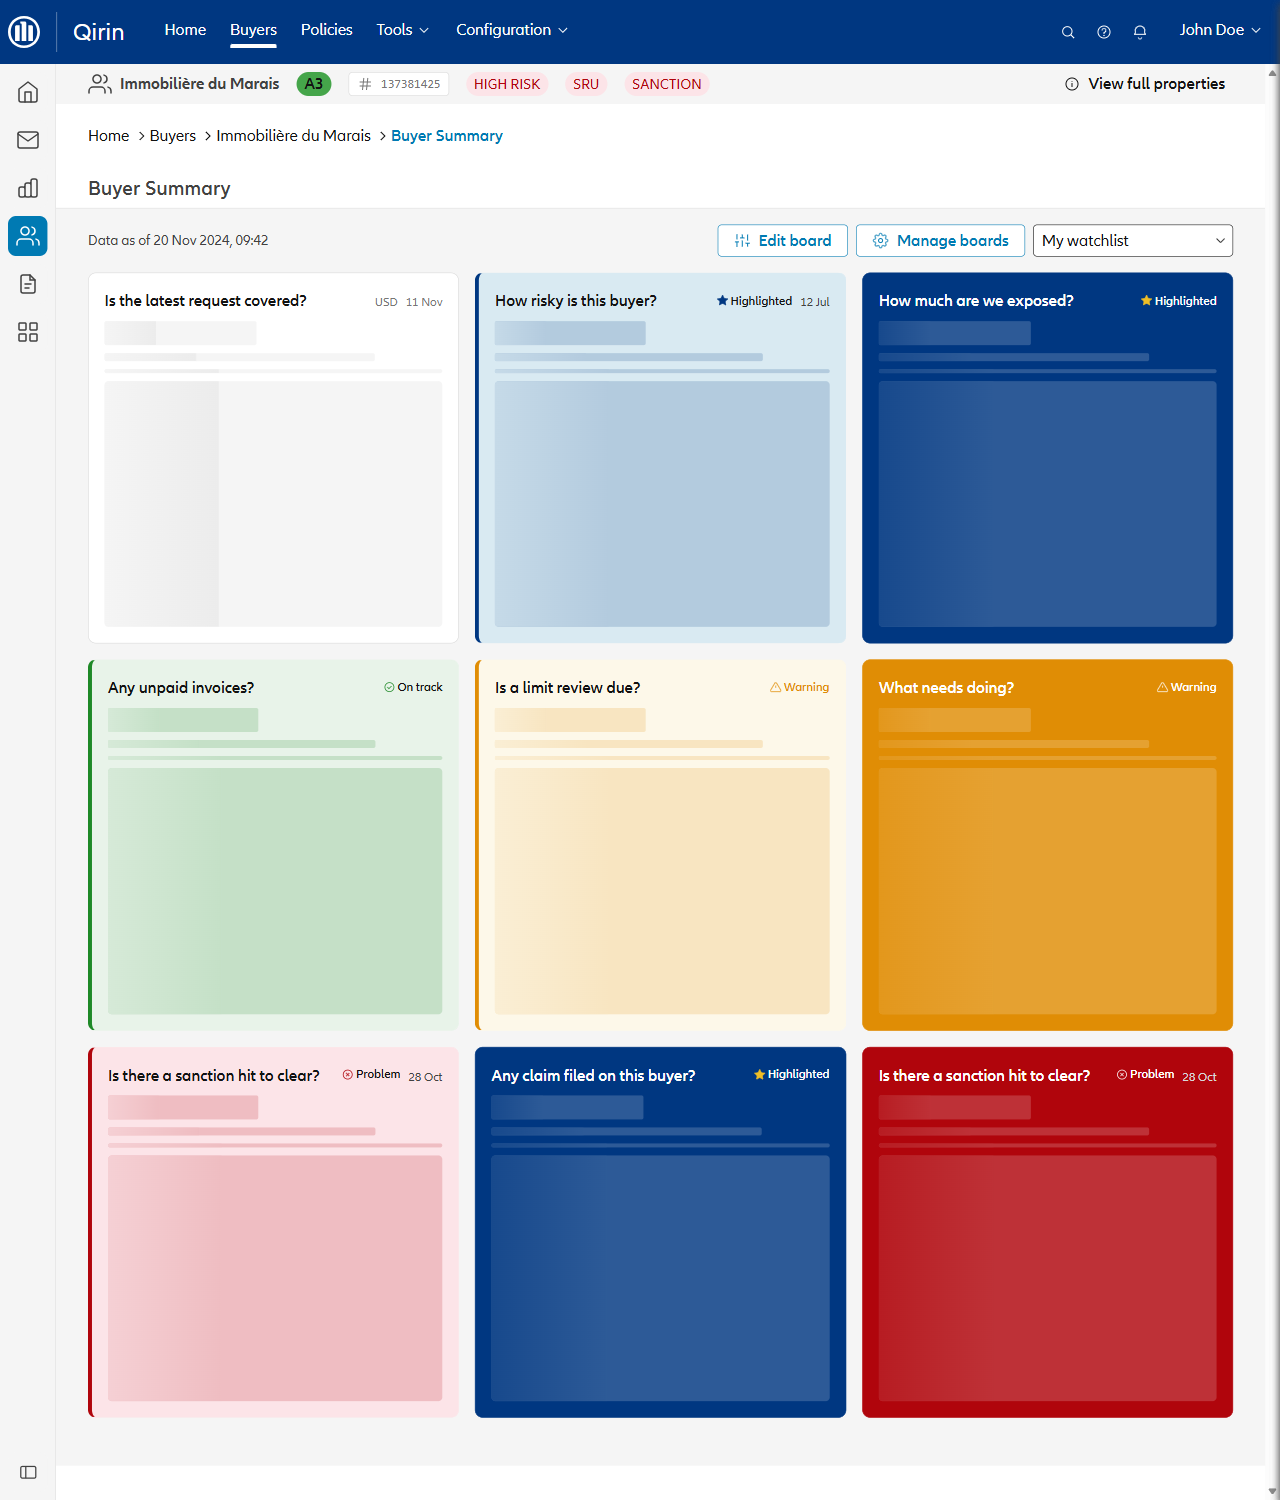 Qirin Home Buyers Policies Tools Configuration John Doe
Immobilière du Marais A3 # 137381425 HIGH RISK SRU SANCTION View full properties
Home > Buyers > Immobilière du Marais > Buyer Summary
Buyer Summary
Data as of 20 Nov 2024, 09:42 Edit board Manage boards My watchlist
Is the latest request covered? USD 11 Nov
How risky is this buyer? Highlighted 12 Jul
How much are we exposed? Highlighted
Any unpaid invoices? On track
Is a limit review due? Warning
What needs doing? Warning
Is there a sanction hit to clear? Problem 28 Oct
Any claim filed on this buyer? Highlighted
Is there a sanction hit to clear? Problem 28 Oct